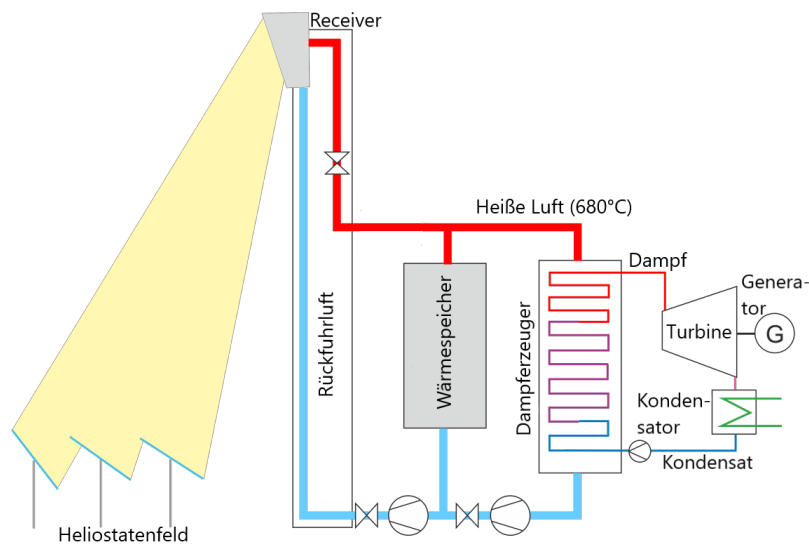 Receiver
Heiße Luft (680°C)
Dampf
Genera-
tor
Turbine
G
Rückfuhrluft
Wärmespeicher
Dampferzeuger
Konden-
sator
Kondensat
Heliostatenfeld